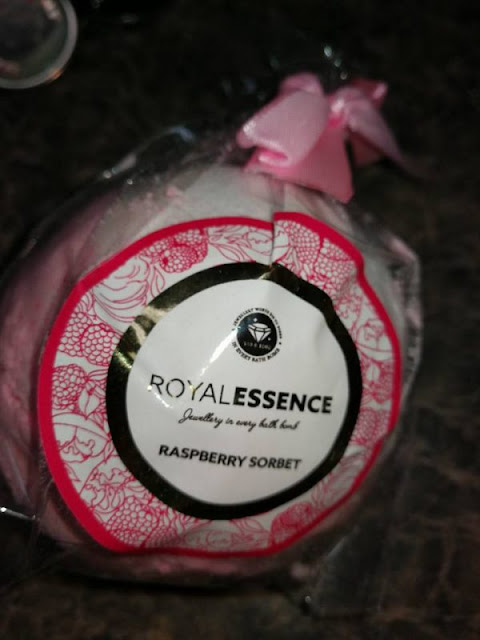 ROYALESSENCE
Jewellery in every bath bomb
RASPBERRY SORBET